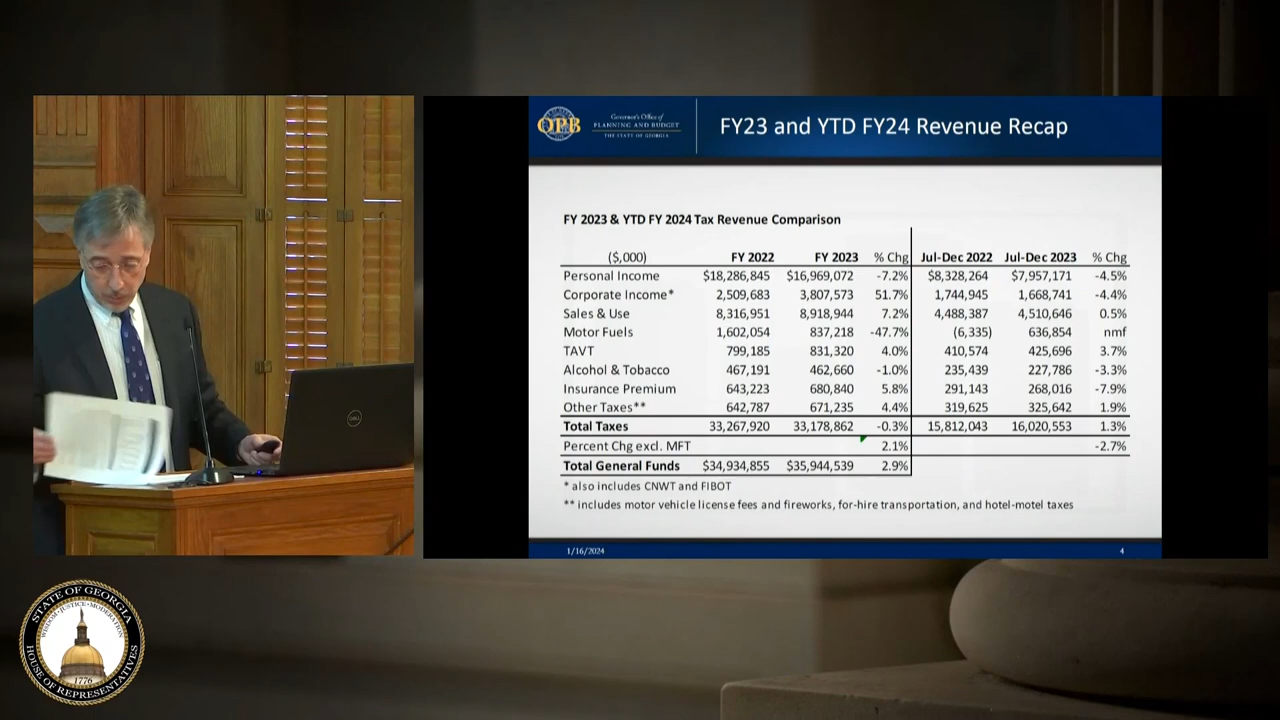 Governor's Office of
PLANNING AND BUDGET
THE STATE OF GEORGIA
OPB
FY23 and YTD FY24 Revenue Recap
FY 2023 & YTD FY 2024 Tax Revenue Comparison
($,000) FY 2022 FY 2023 % Chg Jul-Dec 2022 Jul-Dec 2023 % Chg
Personal Income $18,286,845 $16,969,072 -7.2% $8,328,264 $7,957,171 -4.5%
Corporate Income* 2,509,683 3,807,573 51.7% 1,744,945 1,668,741 -4.4%
Sales & Use 8,316,951 8,918,944 7.2% 4,488,387 4,510,646 0.5%
Motor Fuels 1,602,054 837,218 -47.7% (6,335) 636,854 nmf
TAVT 799,185 831,320 4.0% 410,574 425,696 3.7%
Alcohol & Tobacco 467,191 462,660 -1.0% 235,439 227,786 -3.3%
Insurance Premium 643,223 680,840 5.8% 291,143 268,016 -7.9%
Other Taxes** 642,787 671,235 4.4% 319,625 325,642 1.9%
Total Taxes 33,267,920 33,178,862 -0.3% 15,812,043 16,020,553 1.3%
Percent Chg excl. MFT 2.1% -2.7%
Total General Funds $34,934,855 $35,944,539 2.9%
* also includes CNWT and FIBOT
** includes motor vehicle license fees and fireworks, for-hire transportation, and hotel-motel taxes
1/16/2024 4
DELL
STATE OF GEORGIA
WISDOM • JUSTICE • MODERATION
1776
HOUSE OF REPRESENTATIVES